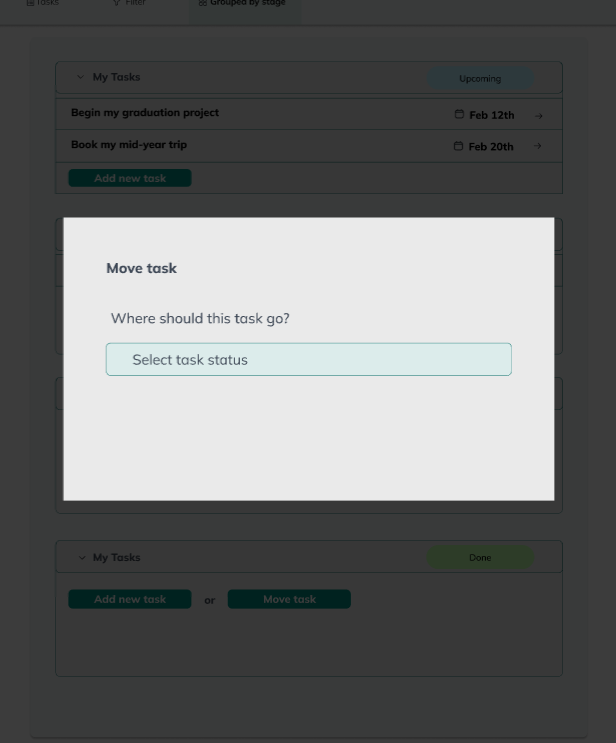 Tasks Filter Grouped by stage
My Tasks Upcoming
Begin my graduation project Feb 12th →
Book my mid-year trip Feb 20th →
Add new task
Move task
Where should this task go?
Select task status
My Tasks Done
Add new task or Move task